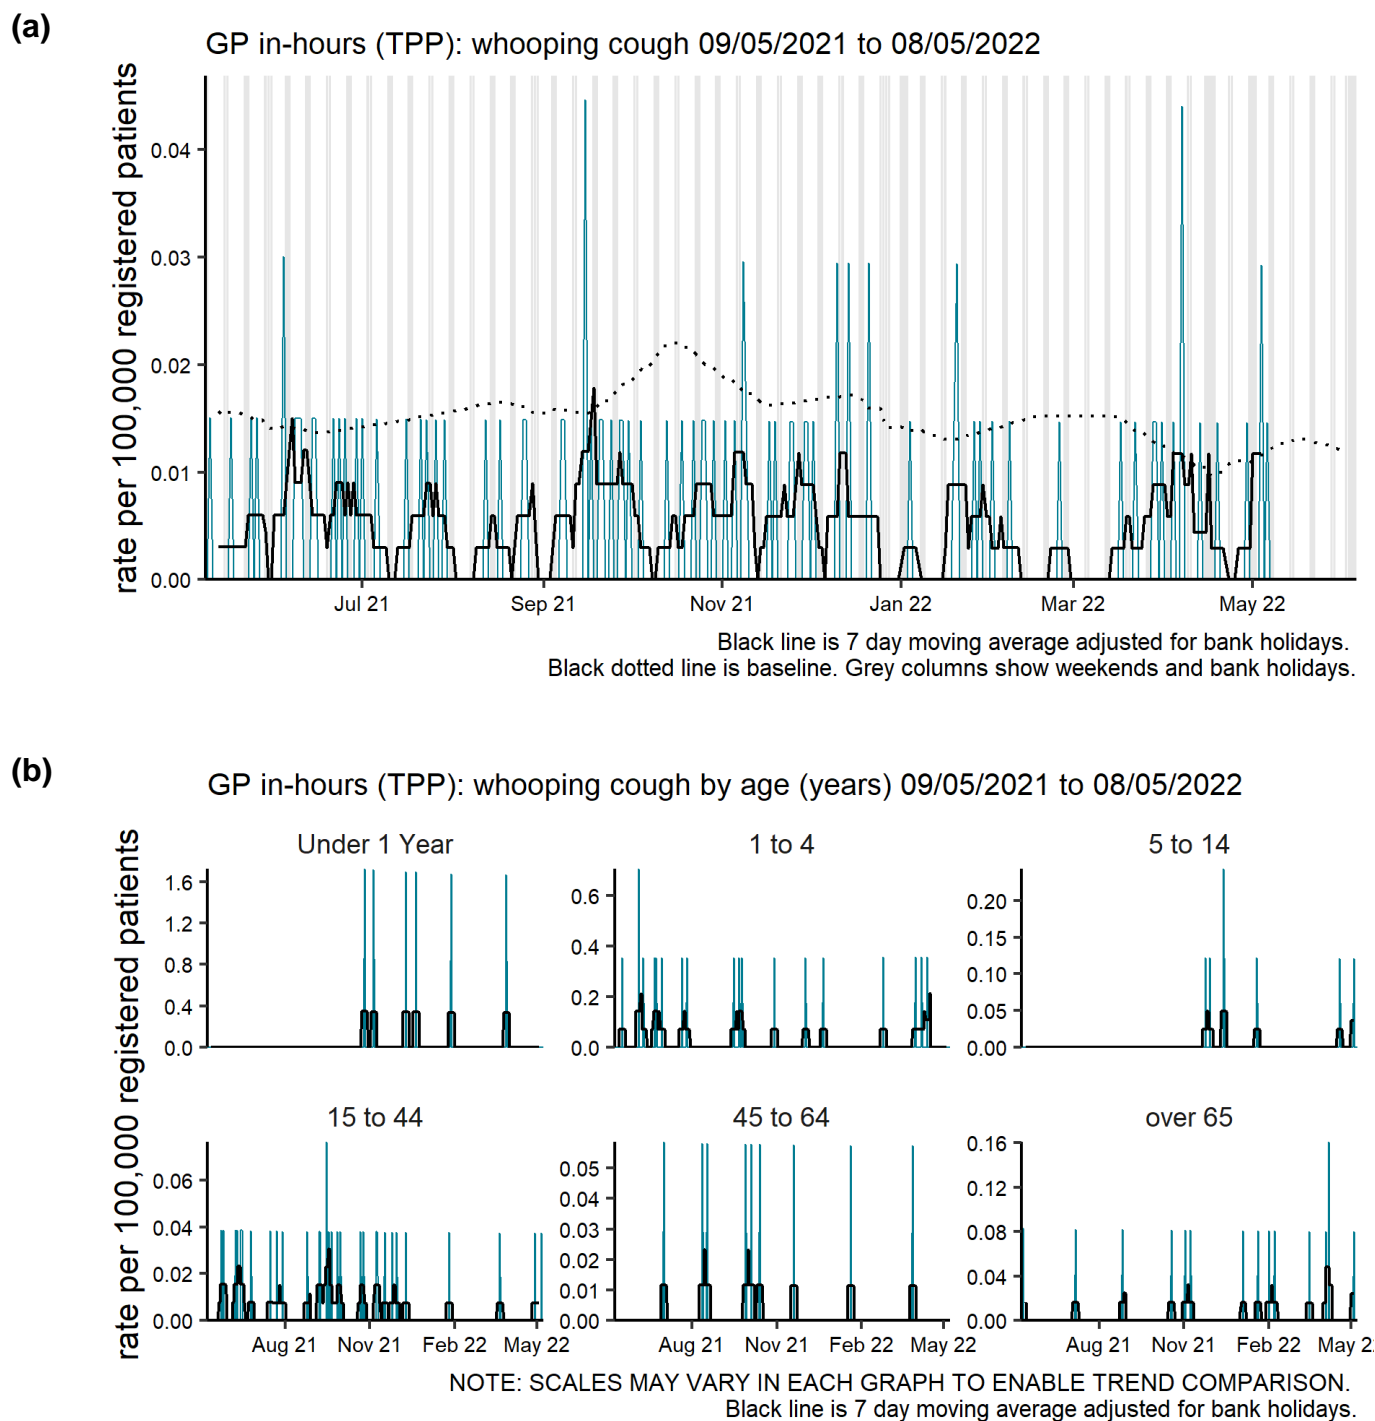 (a)
GP in-hours (TPP): whooping cough 09/05/2021 to 08/05/2022
rate per 100,000 registered patients
0.04
0.03
0.02
0.01
0.00
Jul 21 Sep 21 Nov 21 Jan 22 Mar 22 May 22
Black line is 7 day moving average adjusted for bank holidays.
Black dotted line is baseline. Grey columns show weekends and bank holidays.
(b)
GP in-hours (TPP): whooping cough by age (years) 09/05/2021 to 08/05/2022
rate per 100,000 registered patients
Under 1 Year
1.6
1.2
0.8
0.4
0.0
1 to 4
0.6
0.4
0.2
0.0
5 to 14
0.20
0.15
0.10
0.05
0.00
15 to 44
0.06
0.04
0.02
0.00
Aug 21 Nov 21 Feb 22 May 22
45 to 64
0.05
0.04
0.03
0.02
0.01
0.00
Aug 21 Nov 21 Feb 22 May 22
over 65
0.16
0.12
0.08
0.04
0.00
Aug 21 Nov 21 Feb 22 May 2
NOTE: SCALES MAY VARY IN EACH GRAPH TO ENABLE TREND COMPARISON.
Black line is 7 day moving average adjusted for bank holidays.